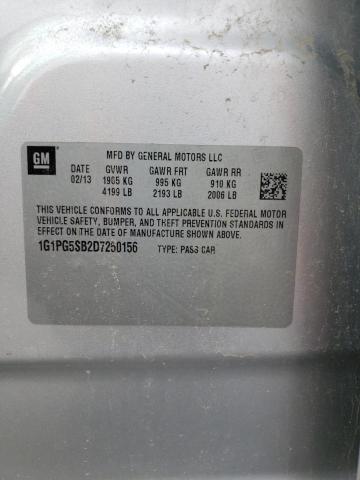 GM
MFD BY GENERAL MOTORS LLC
DATE GVWR GAWR FRT GAWR RR
02/13 1905 KG 995 KG 910 KG
4199 LB 2193 LB 2006 LB
THIS VEHICLE CONFORMS TO ALL APPLICABLE U.S. FEDERAL MOTOR
VEHICLE SAFETY, BUMPER, AND THEFT PREVENTION STANDARDS IN
EFFECT ON THE DATE OF MANUFACTURE SHOWN ABOVE.
1G1PG5SB2D7250156 TYPE: PASS CAR